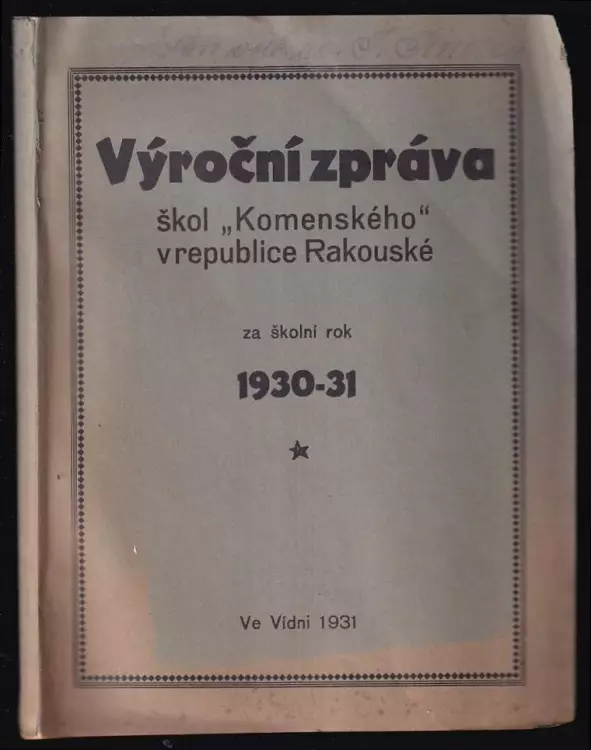 Výroční zpráva
škol „Komenského“
v republice Rakouské
za školní rok
1930-31
Ve Vídni 1931